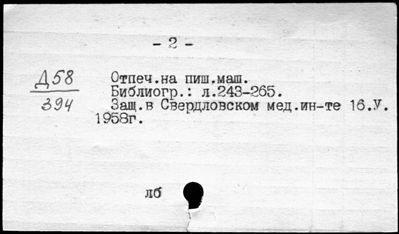 - 2 -
Д58
394
Отпеч.на пиш.маш.
Библиогр.: л.243-265.
Защ.в Свердловском мед.ин-те 16.У.
1958г.
лб